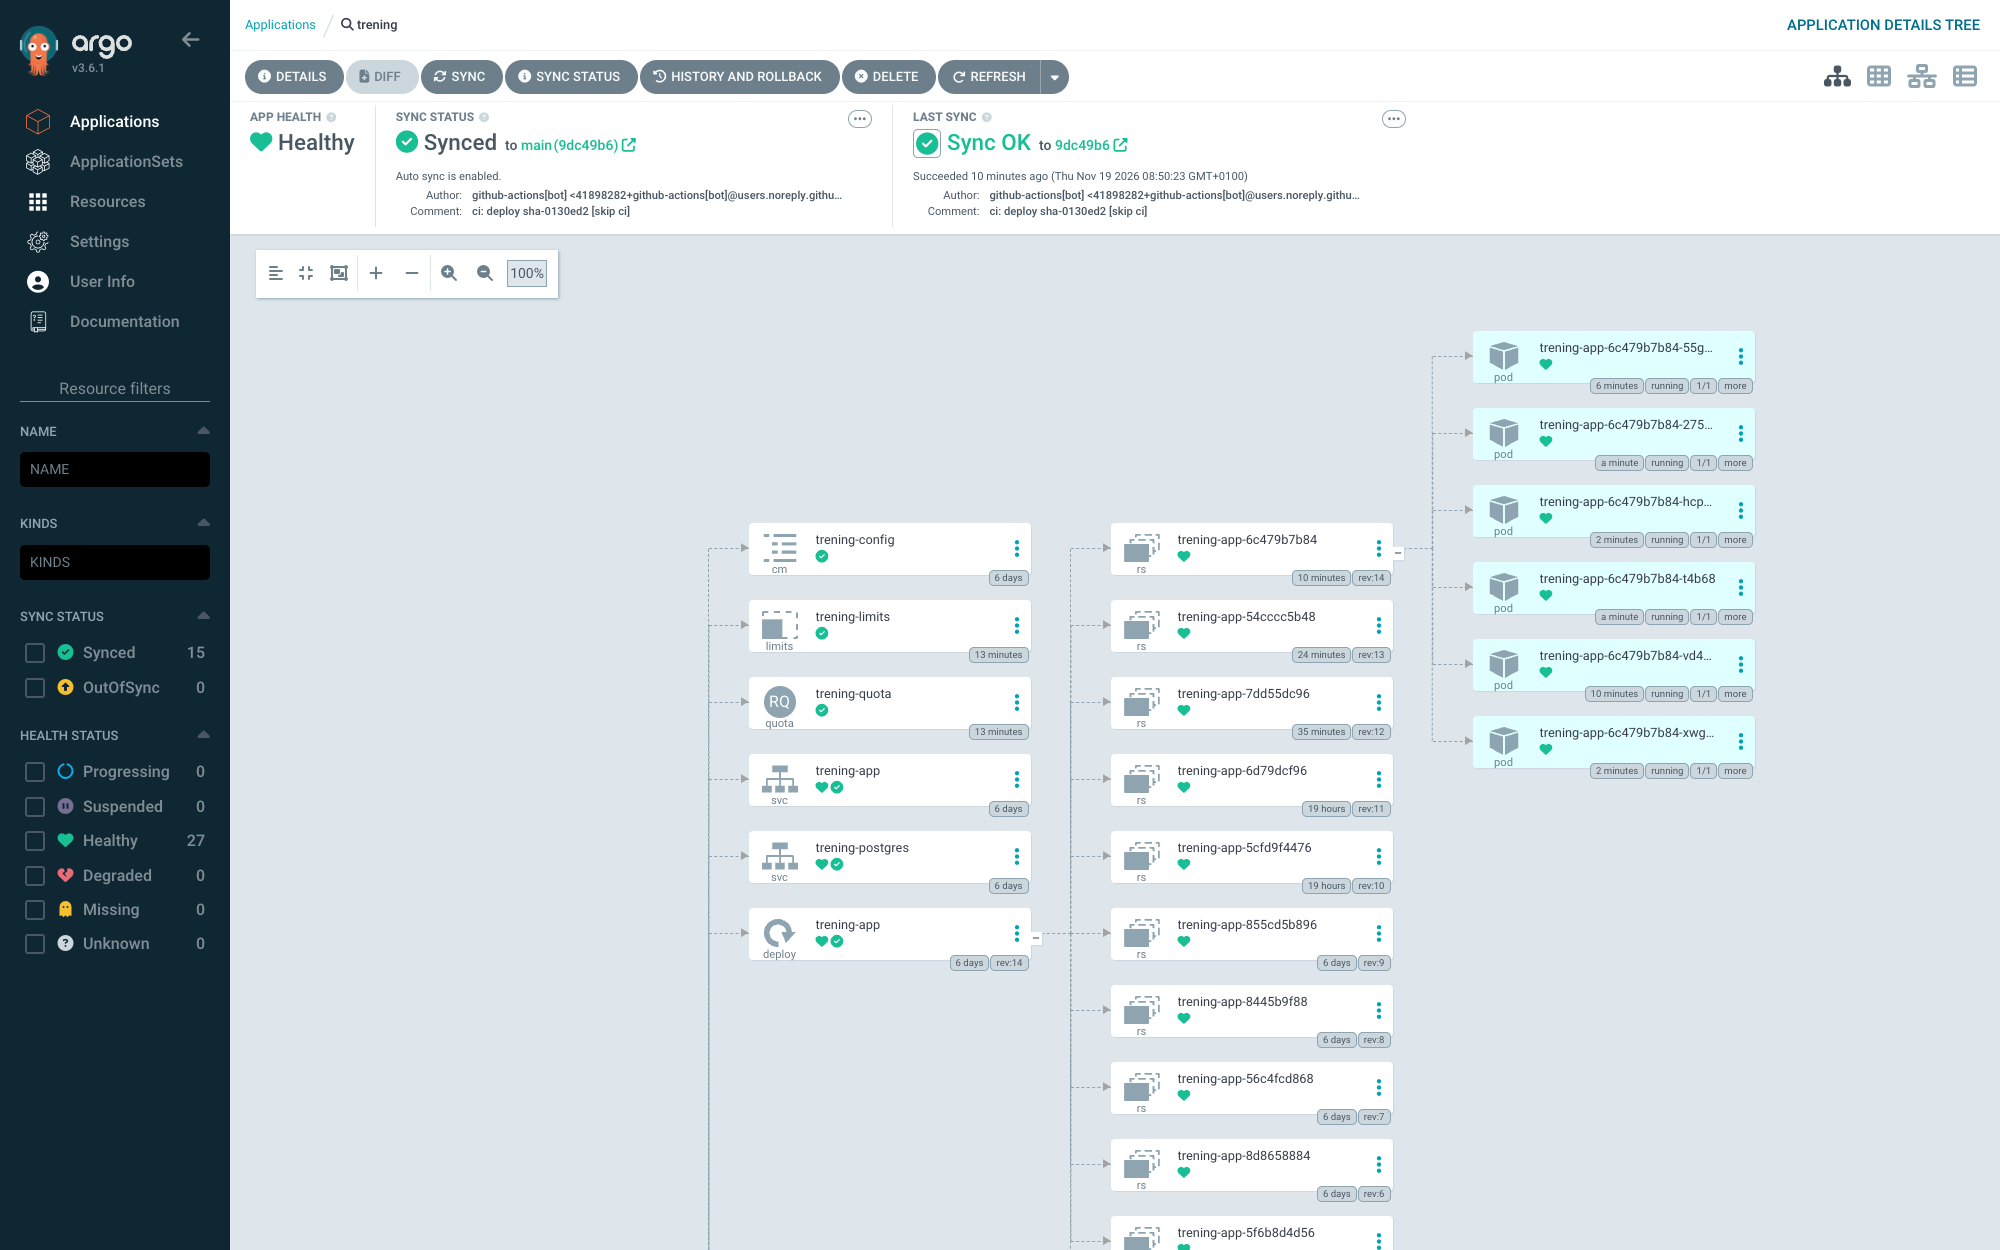 argo
v3.6.1
Applications
ApplicationSets
Resources
Settings
User Info
Documentation
Resource filters
NAME
NAME
KINDS
KINDS
SYNC STATUS
Synced 15
OutOfSync 0
HEALTH STATUS
Progressing 0
Suspended 0
Healthy 27
Degraded 0
Missing 0
Unknown 0
Applications / trening
APPLICATION DETAILS TREE
DETAILS DIFF SYNC SYNC STATUS HISTORY AND ROLLBACK DELETE REFRESH
APP HEALTH
Healthy
SYNC STATUS
Synced to main (9dc49b6)
Auto sync is enabled.
Author: github-actions[bot] <41898282+github-actions[bot]@users.noreply.githu...
Comment: ci: deploy sha-0130ed2 [skip ci]
LAST SYNC
Sync OK to 9dc49b6
Succeeded 10 minutes ago (Thu Nov 19 2026 08:50:23 GMT+0100)
Author: github-actions[bot] <41898282+github-actions[bot]@users.noreply.githu...
Comment: ci: deploy sha-0130ed2 [skip ci]
100%
trening-config
cm
6 days
trening-limits
limits
13 minutes
RQ
trening-quota
quota
13 minutes
trening-app
svc
6 days
trening-postgres
svc
6 days
trening-app
deploy
6 days rev:14
trening-app-6c479b7b84
rs
10 minutes rev:14
trening-app-54cccc5b48
rs
24 minutes rev:13
trening-app-7dd55dc96
rs
35 minutes rev:12
trening-app-6d79dcf96
rs
19 hours rev:11
trening-app-5cfd9f4476
rs
19 hours rev:10
trening-app-855cd5b896
rs
6 days rev:9
trening-app-8445b9f88
rs
6 days rev:8
trening-app-56c4fcd868
rs
6 days rev:7
trening-app-8d8658884
rs
6 days rev:6
trening-app-5f6b8d4d56
trening-app-6c479b7b84-55g...
pod
6 minutes running 1/1 more
trening-app-6c479b7b84-275...
pod
a minute running 1/1 more
trening-app-6c479b7b84-hcp...
pod
2 minutes running 1/1 more
trening-app-6c479b7b84-t4b68
pod
a minute running 1/1 more
trening-app-6c479b7b84-vd4...
pod
10 minutes running 1/1 more
trening-app-6c479b7b84-xwg...
pod
2 minutes running 1/1 more